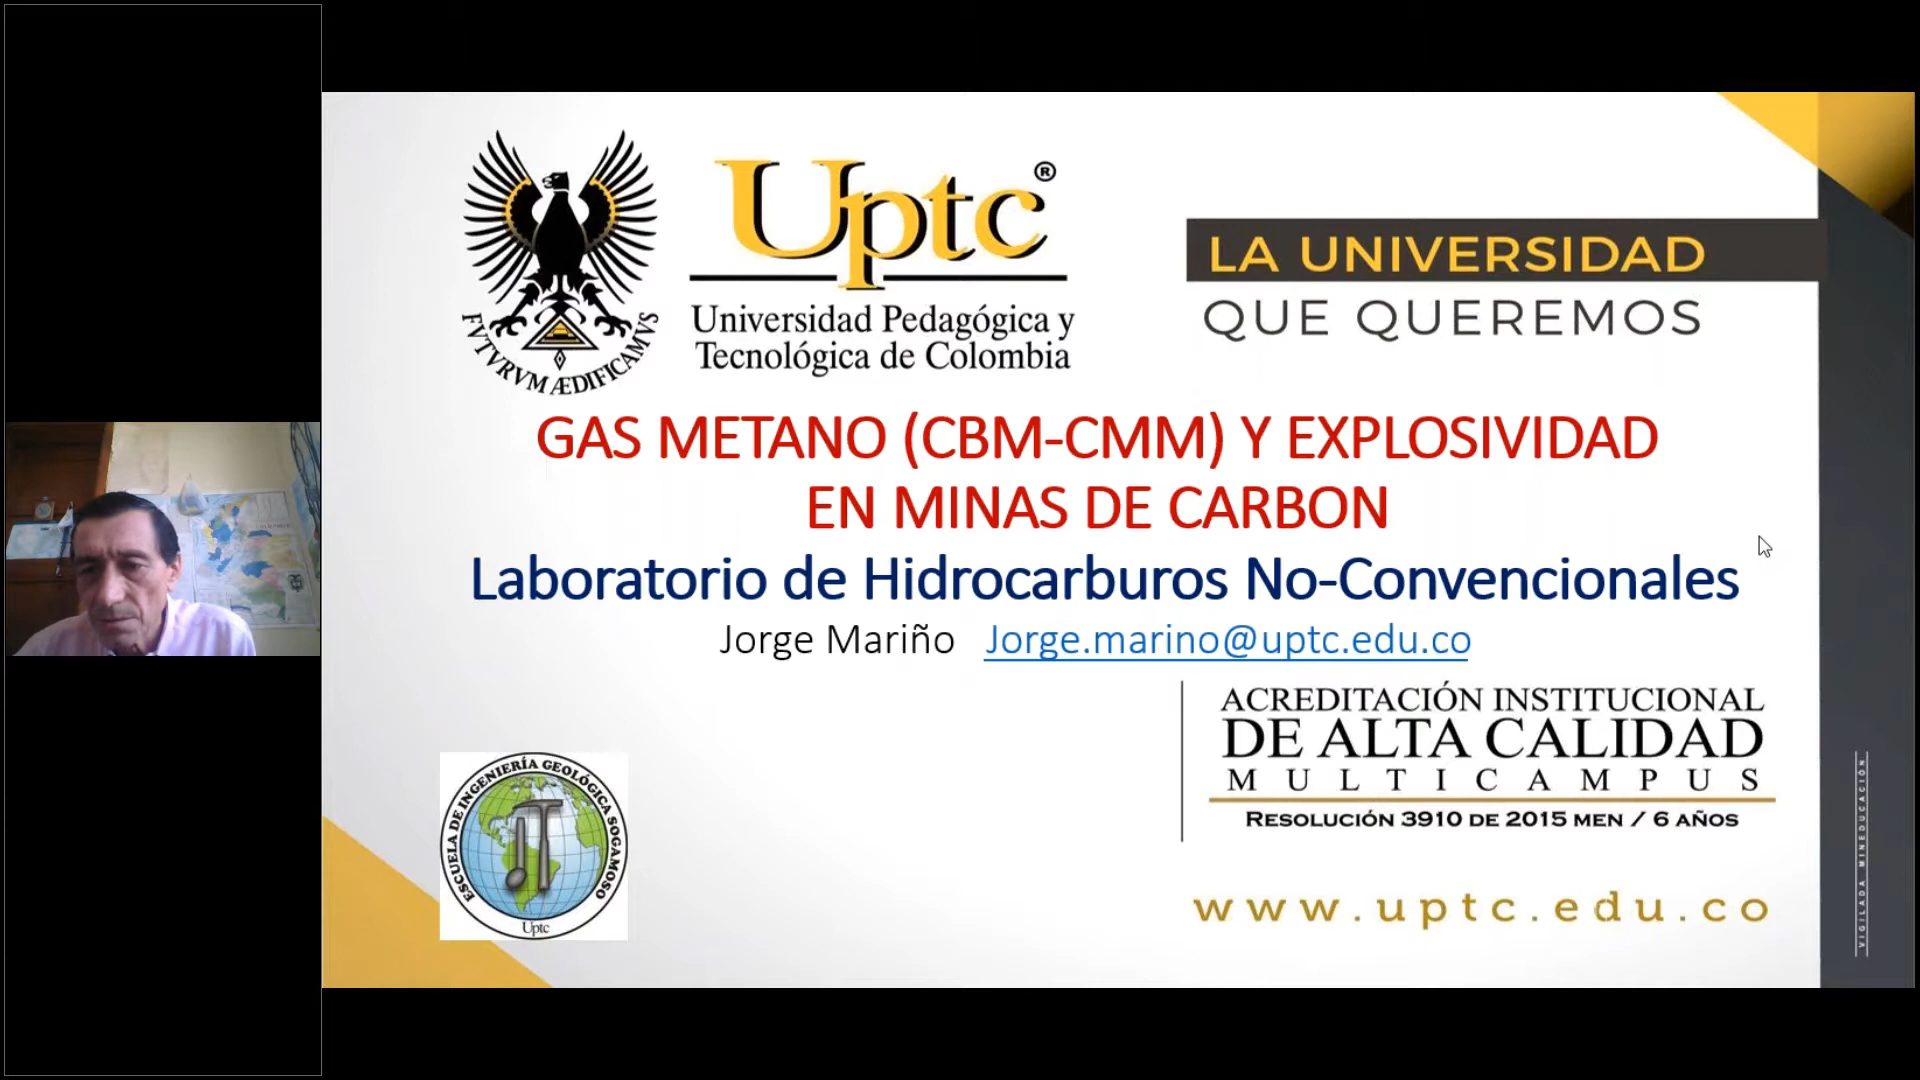 FVTVRVM ÆDIFICAMVS
Uptc®
Universidad Pedagógica y
Tecnológica de Colombia
LA UNIVERSIDAD
QUE QUEREMOS
GAS METANO (CBM-CMM) Y EXPLOSIVIDAD
EN MINAS DE CARBON
Laboratorio de Hidrocarburos No-Convencionales
Jorge Mariño Jorge.marino@uptc.edu.co
ACREDITACIÓN INSTITUCIONAL
DE ALTA CALIDAD
MULTICAMPUS
RESOLUCIÓN 3910 DE 2015 MEN / 6 AÑOS
ESCUELA DE INGENIERÍA GEOLÓGICA SOGAMOSO
Uptc
www.uptc.edu.co
VIGILADA MINEDUCACIÓN